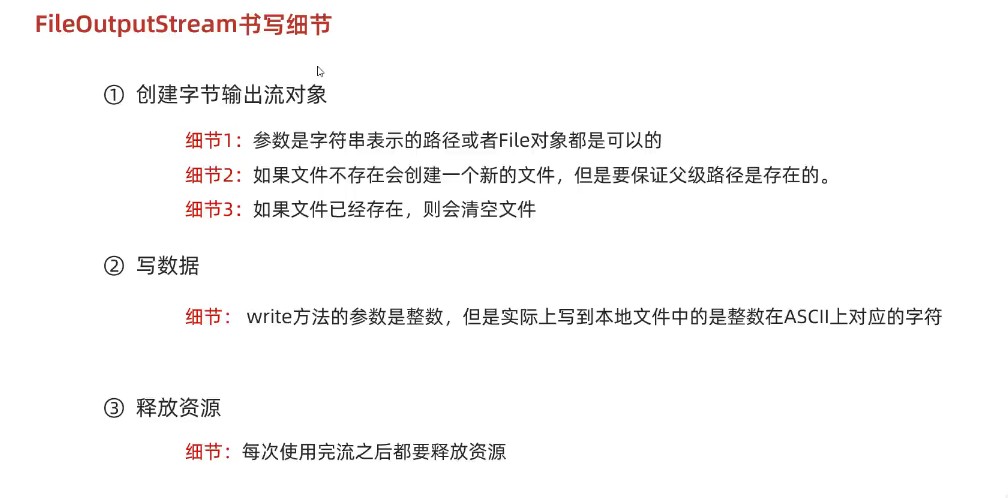 FileOutputStream书写细节
① 创建字节输出流对象
细节1：参数是字符串表示的路径或者File对象都是可以的
细节2：如果文件不存在会创建一个新的文件，但是要保证父级路径是存在的。
细节3：如果文件已经存在，则会清空文件
② 写数据
细节： write方法的参数是整数，但是实际上写到本地文件中的是整数在ASCII上对应的字符
③ 释放资源
细节：每次使用完流之后都要释放资源